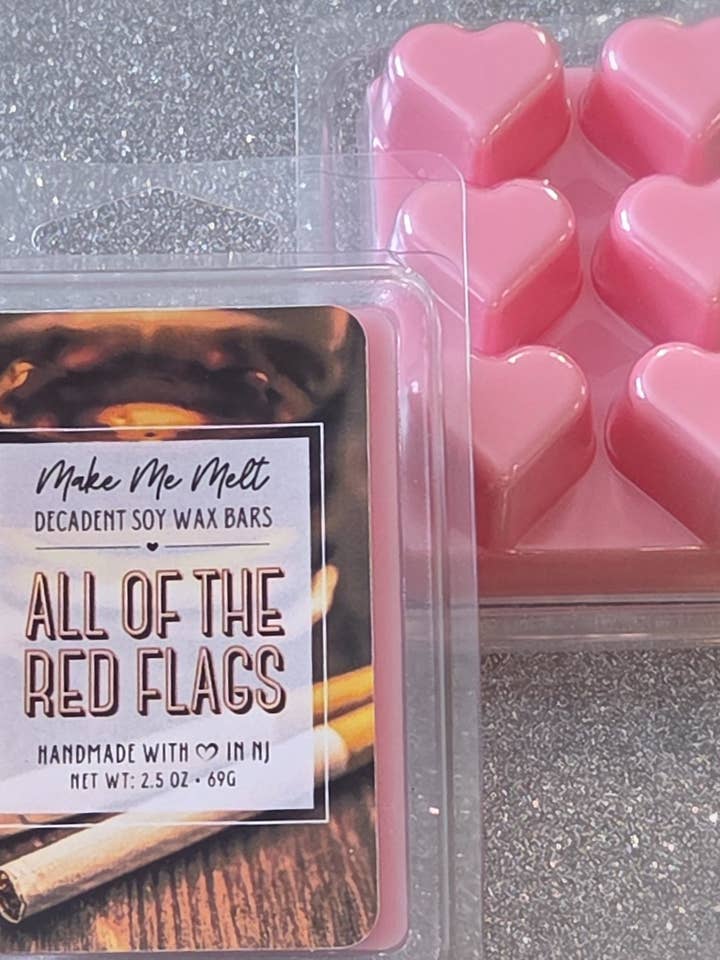 Make Me Melt
DECADENT SOY WAX BARS
ALL OF THE
RED FLAGS
HANDMADE WITH ♡ IN NJ
NET WT: 2.5 OZ • 69G